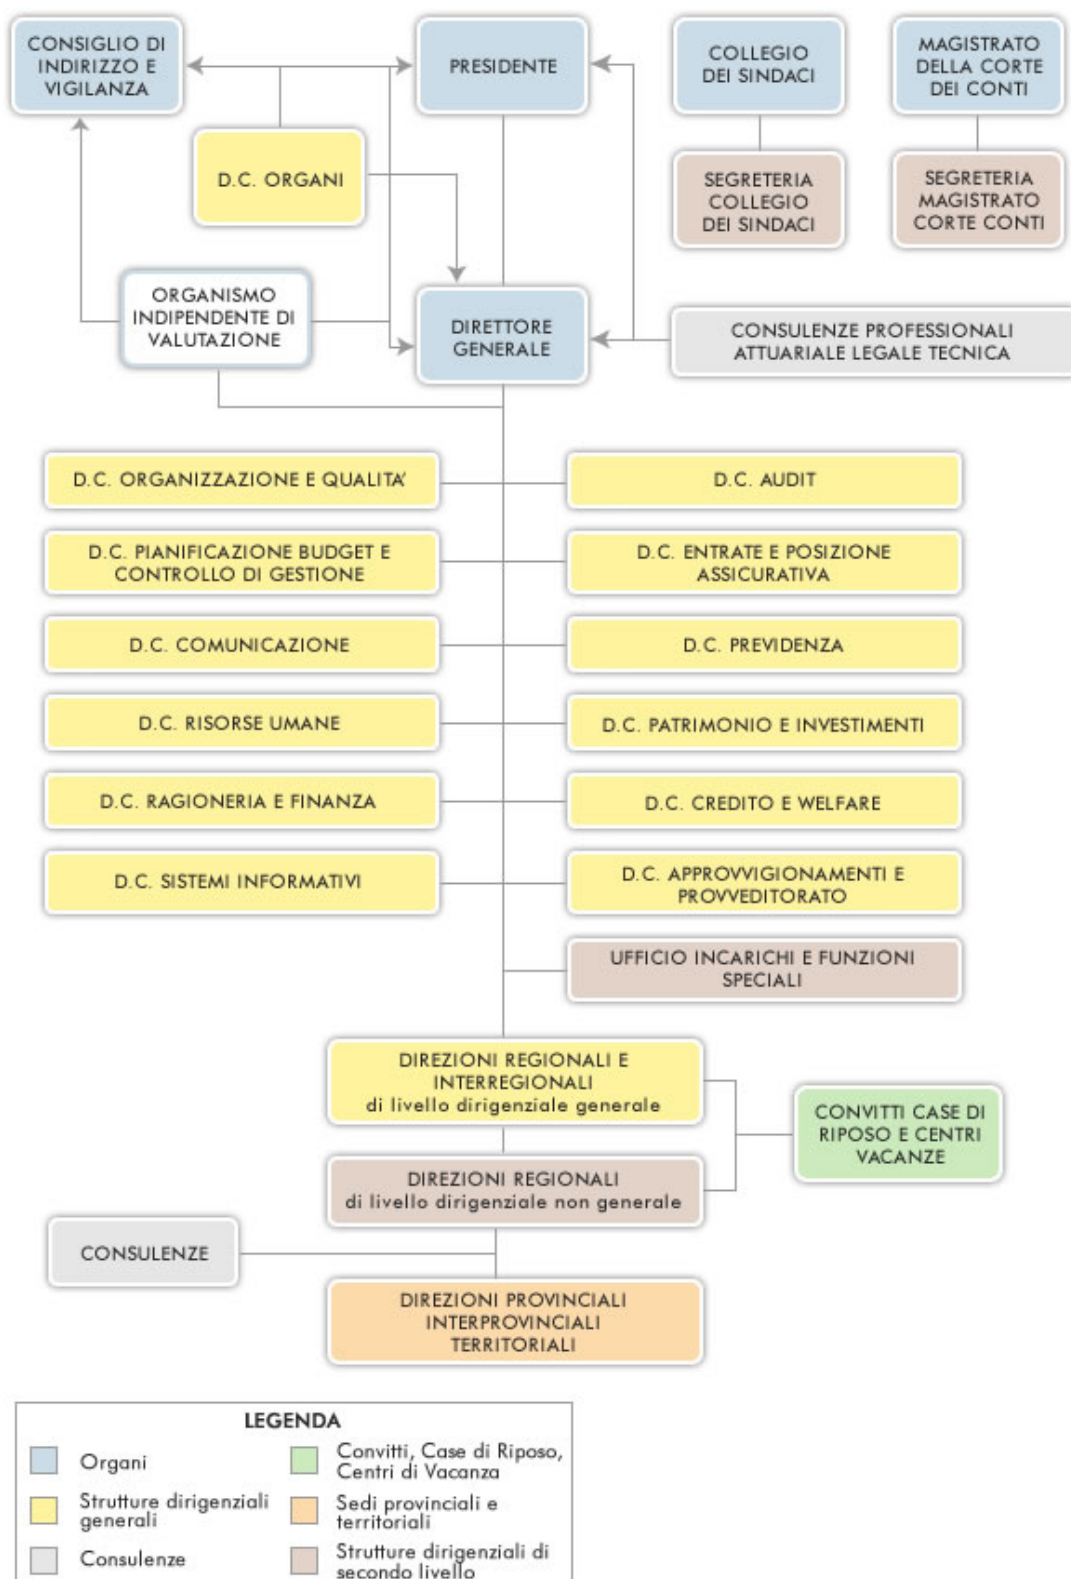 CONSIGLIO DI
INDIRIZZO E
VIGILANZA
PRESIDENTE
COLLEGIO
DEI SINDACI
MAGISTRATO
DELLA CORTE
DEI CONTI
D.C. ORGANI
SEGRETERIA
COLLEGIO
DEI SINDACI
SEGRETERIA
MAGISTRATO
CORTE CONTI
ORGANISMO
INDIPENDENTE DI
VALUTAZIONE
DIRETTORE
GENERALE
CONSULENZE PROFESSIONALI
ATTUARIALE LEGALE TECNICA
D.C. ORGANIZZAZIONE E QUALITA'
D.C. AUDIT
D.C. PIANIFICAZIONE BUDGET E
CONTROLLO DI GESTIONE
D.C. ENTRATE E POSIZIONE
ASSICURATIVA
D.C. COMUNICAZIONE
D.C. PREVIDENZA
D.C. RISORSE UMANE
D.C. PATRIMONIO E INVESTIMENTI
D.C. RAGIONERIA E FINANZA
D.C. CREDITO E WELFARE
D.C. SISTEMI INFORMATIVI
D.C. APPROVVIGIONAMENTI E
PROVVEDITORATO
UFFICIO INCARICHI E FUNZIONI
SPECIALI
DIREZIONI REGIONALI E
INTERREGIONALI
di livello dirigenziale generale
CONVITTI CASE DI
RIPOSO E CENTRI
VACANZE
DIREZIONI REGIONALI
di livello dirigenziale non generale
CONSULENZE
DIREZIONI PROVINCIALI
INTERPROVINCIALI
TERRITORIALI
LEGENDA
Organi
Convitti, Case di Riposo,
Centri di Vacanza
Strutture dirigenziali
generali
Sedi provinciali e
territoriali
Consulenze
Strutture dirigenziali di
secondo livello